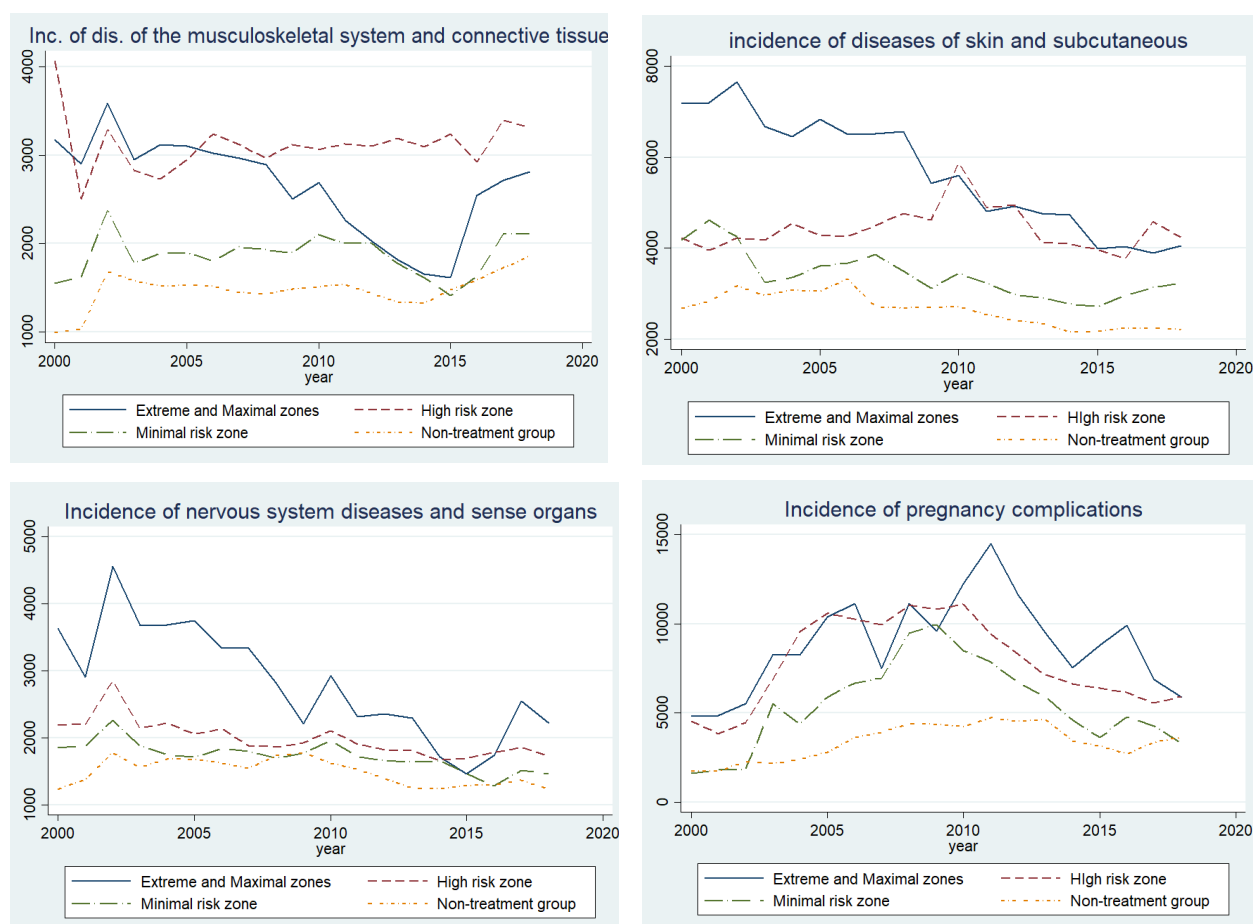 Inc. of dis. of the musculoskeletal system and connective tissue
4000
3000
2000
1000
2000 2005 2010 2015 2020
year
Extreme and Maximal zones High risk zone
Minimal risk zone Non-treatment group
incidence of diseases of skin and subcutaneous
8000
6000
4000
2000
2000 2005 2010 2015 2020
year
Extreme and Maximal zones HIgh risk zone
Minimal risk zone Non-treatment group
Incidence of nervous system diseases and sense organs
5000
4000
3000
2000
1000
2000 2005 2010 2015 2020
year
Extreme and Maximal zones HIgh risk zone
Minimal risk zone Non-treatment group
Incidence of pregnancy complications
15000
10000
5000
0
2000 2005 2010 2015 2020
year
Extreme and Maximal zones HIgh risk zone
Minimal risk zone Non-treatment group